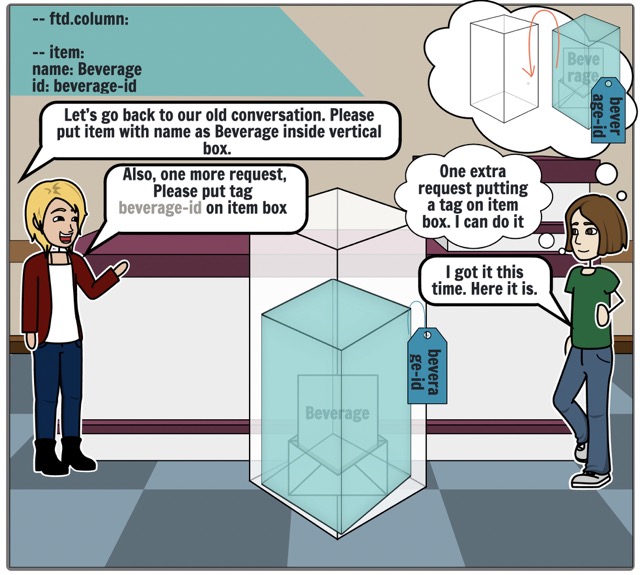 -- ftd.column:
-- item:
name: Beverage
id: beverage-id
Let's go back to our old conversation. Please
put item with name as Beverage inside vertical
box.
Also, one more request,
Please put tag
beverage-id on item box
Beve
rage
bever
age-id
One extra
request putting
a tag on item
box. I can do it
I got it this
time. Here it is.
bevera
ge-id
Beverage